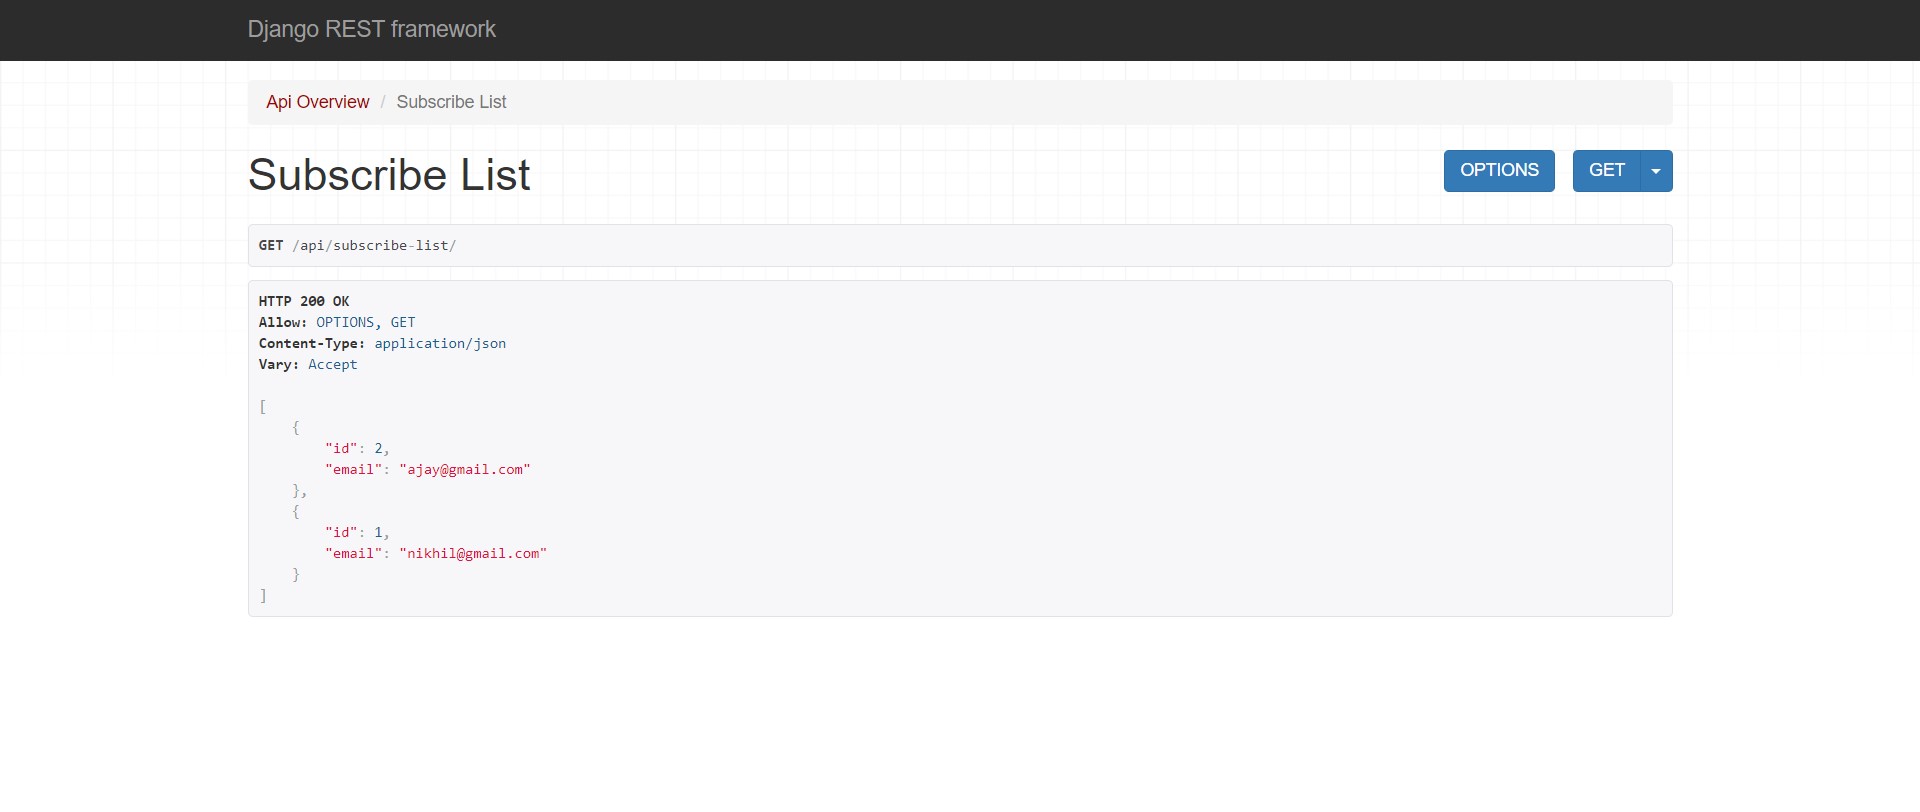 Django REST framework
Api Overview / Subscribe List
Subscribe List
OPTIONS GET
GET /api/subscribe-list/
HTTP 200 OK
Allow: OPTIONS, GET
Content-Type: application/json
Vary: Accept
[
    {
        "id": 2,
        "email": "ajay@gmail.com"
    },
    {
        "id": 1,
        "email": "nikhil@gmail.com"
    }
]